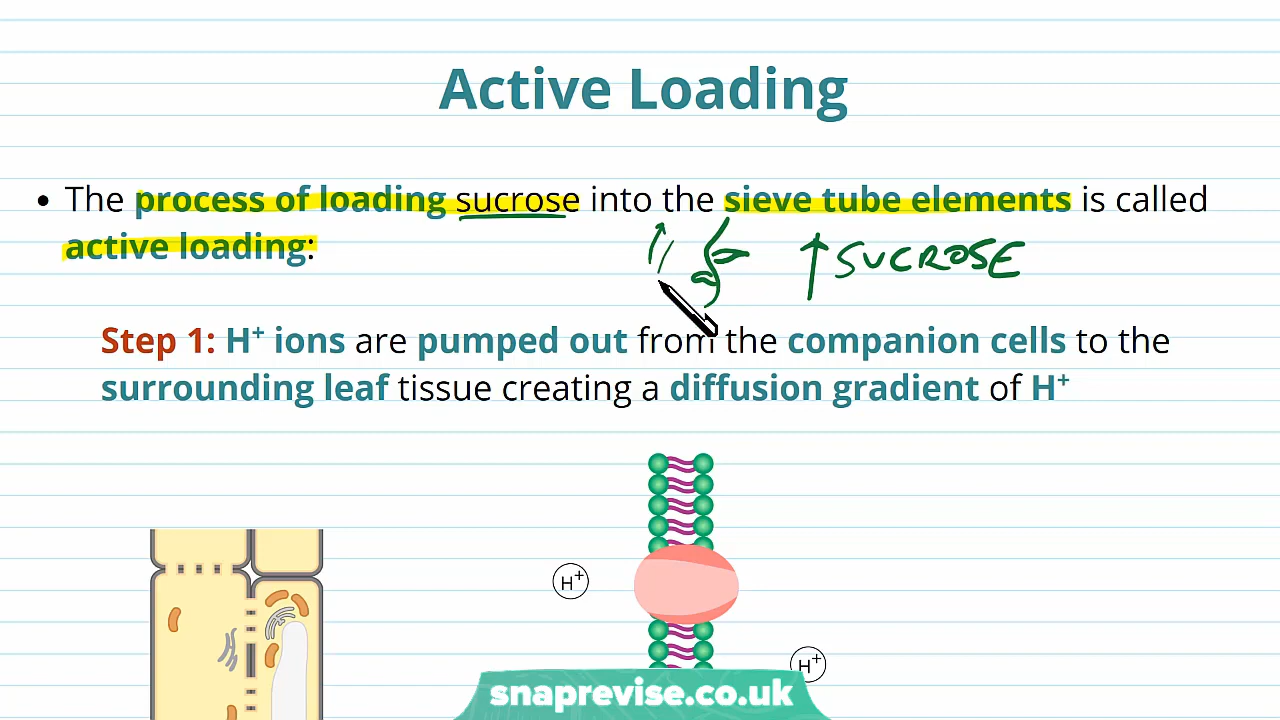 Active Loading
• The process of loading sucrose into the sieve tube elements is called
active loading:
↑ SUCROSE
Step 1: H⁺ ions are pumped out from the companion cells to the
surrounding leaf tissue creating a diffusion gradient of H⁺
H⁺
H⁺
snaprevise.co.uk